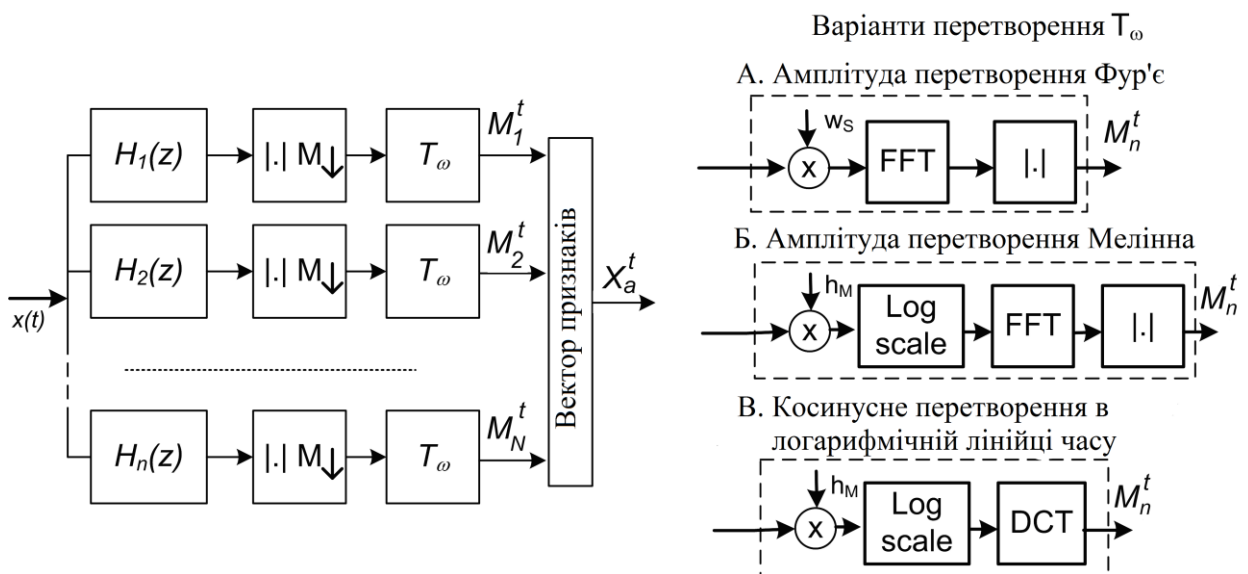 Варіанти перетворення T_ω
А. Амплітуда перетворення Фур'є
w_S
x
FFT
|.|
M_n^t
Б. Амплітуда перетворення Мелінна
h_M
x
Log
scale
FFT
|.|
M_n^t
В. Косинусне перетворення в
логарифмічній лінійці часу
h_M
x
Log
scale
DCT
M_n^t
x(t)
H_1(z)
|.| M↓
T_ω
M_1^t
H_2(z)
|.| M↓
T_ω
M_2^t
H_n(z)
|.| M↓
T_ω
M_N^t
Вектор признаків
X_a^t